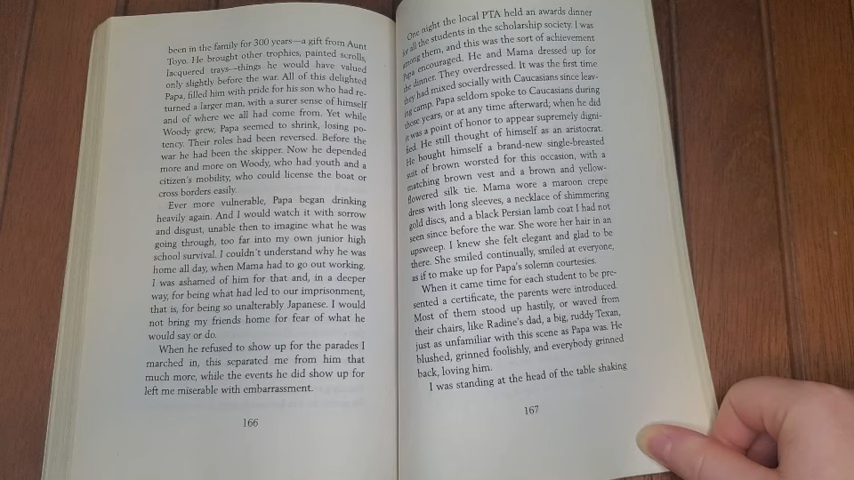 been in the family for 300 years—a gift from Aunt
Toyo. He brought other trophies, painted scrolls,
lacquered trays—things he would have valued
only slightly before the war. All of this delighted
Papa, filled him with pride for his son who had re-
turned a larger man, with a surer sense of himself
and of where we all had come from. Yet while
Woody grew, Papa seemed to shrink, losing po-
tency. Their roles had been reversed. Before the
war he had been the skipper. Now he depended
more and more on Woody, who had youth and a
citizen's mobility, who could license the boat or
cross borders easily.
Ever more vulnerable, Papa began drinking
heavily again. And I would watch it with sorrow
and disgust, unable then to imagine what he was
going through, too far into my own junior high
school survival. I couldn't understand why he was
home all day, when Mama had to go out working.
I was ashamed of him for that and, in a deeper
way, for being what had led to our imprisonment,
that is, for being so unalterably Japanese. I would
not bring my friends home for fear of what he
would say or do.
When he refused to show up for the parades I
marched in, this separated me from him that
much more, while the events he did show up for
left me miserable with embarrassment.
166
One night the local PTA held an awards dinner
for all the students in the scholarship society. I was
among them, and this was the sort of achievement
Papa encouraged. He and Mama dressed up for
the dinner. They overdressed. It was the first time
they had mixed socially with Caucasians since leav-
ing camp. Papa seldom spoke to Caucasians during
those years, or at any time afterward; when he did
it was a point of honor to appear supremely digni-
fied. He still thought of himself as an aristocrat.
He bought himself a brand-new single-breasted
suit of brown worsted for this occasion, with a
matching brown vest and a brown and yellow-
flowered silk tie. Mama wore a maroon crepe
dress with long sleeves, a necklace of shimmering
gold discs, and a black Persian lamb coat I had not
seen since before the war. She wore her hair in an
upsweep. I knew she felt elegant and glad to be
there. She smiled continually, smiled at everyone,
as if to make up for Papa's solemn courtesies.
When it came time for each student to be pre-
sented a certificate, the parents were introduced.
Most of them stood up hastily, or waved from
their chairs, like Radine's dad, a big, ruddy Texan,
just as unfamiliar with this scene as Papa was. He
blushed, grinned foolishly, and everybody grinned
back, loving him.
I was standing at the head of the table shaking
167